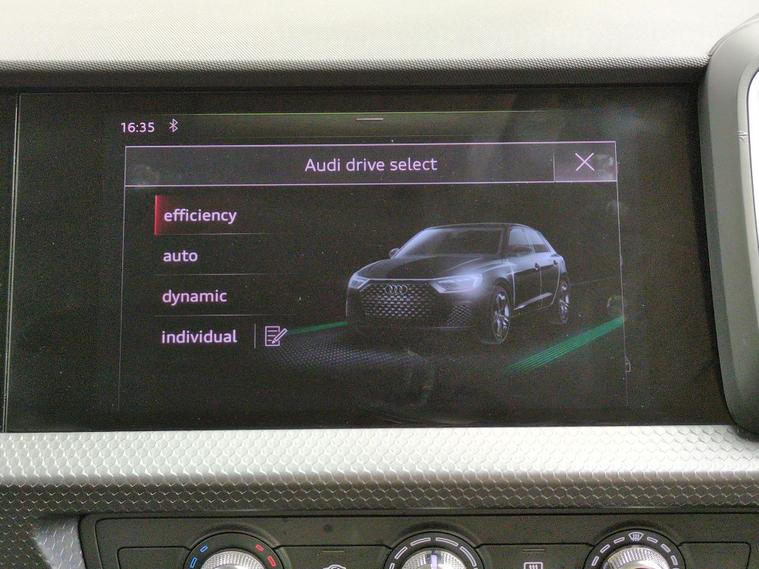 16:35
Audi drive select
efficiency
auto
dynamic
individual